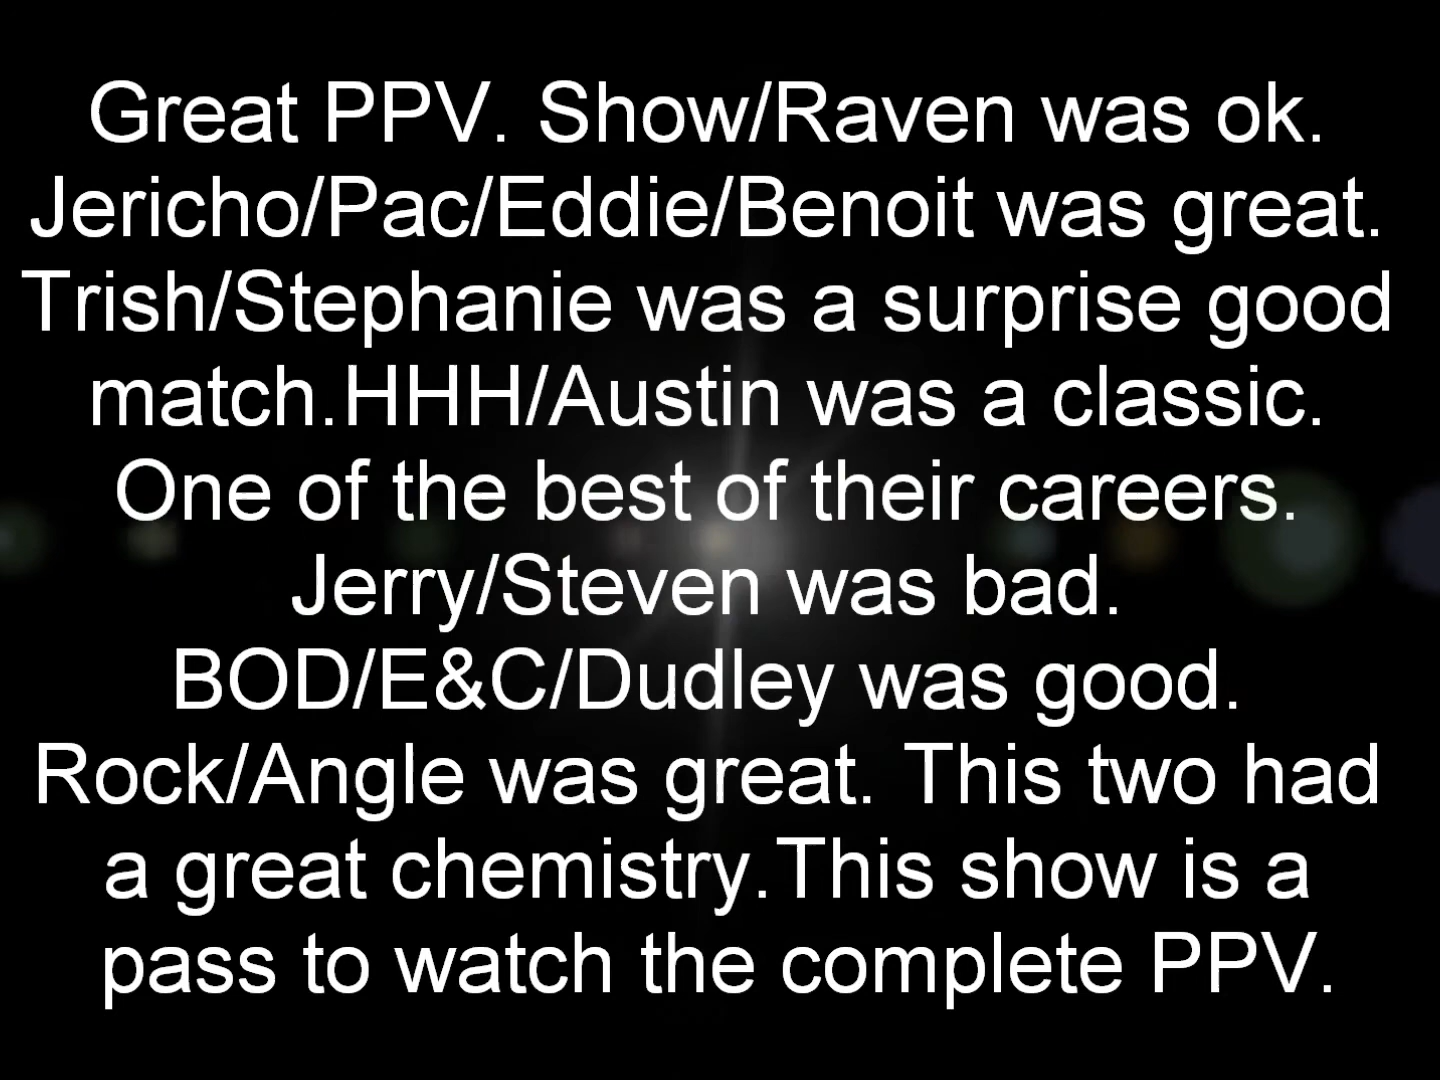 Great PPV. Show/Raven was ok.
Jericho/Pac/Eddie/Benoit was great.
Trish/Stephanie was a surprise good
match.HHH/Austin was a classic.
One of the best of their careers.
Jerry/Steven was bad.
BOD/E&C/Dudley was good.
Rock/Angle was great. This two had
a great chemistry.This show is a
pass to watch the complete PPV.